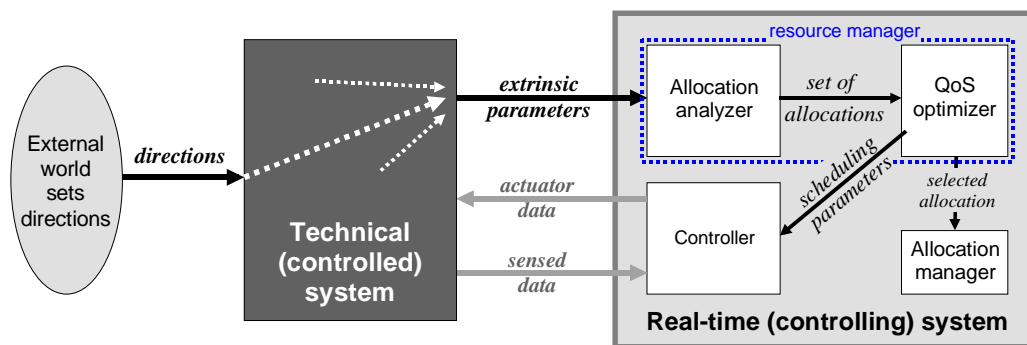 External
world
sets
directions
directions
Technical
(controlled)
system
extrinsic
parameters
actuator
data
sensed
data
resource manager
Allocation
analyzer
set of
allocations
QoS
optimizer
scheduling
parameters
selected
allocation
Controller
Allocation
manager
Real-time (controlling) system